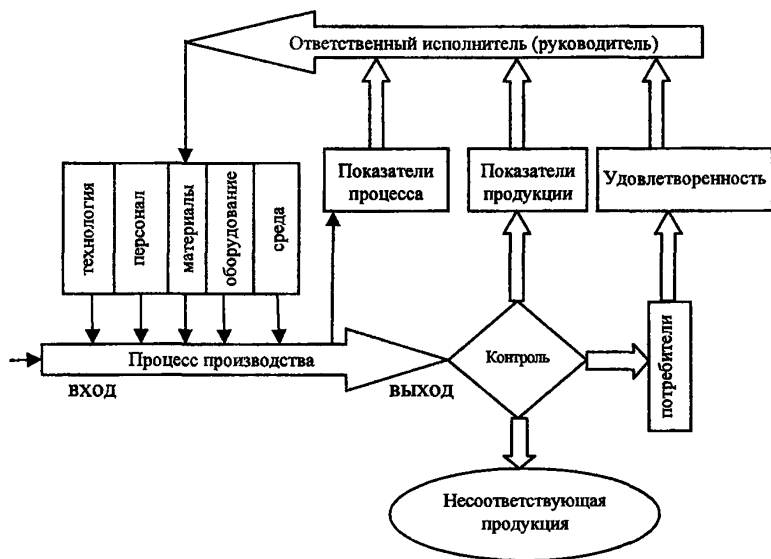 Ответственный исполнитель (руководитель)
Показатели
процесса
Показатели
продукции
Удовлетворенность
технология
персонал
материалы
оборудование
среда
Процесс производства
ВХОД
ВЫХОД
Контроль
потребители
Несоответствующая
продукция